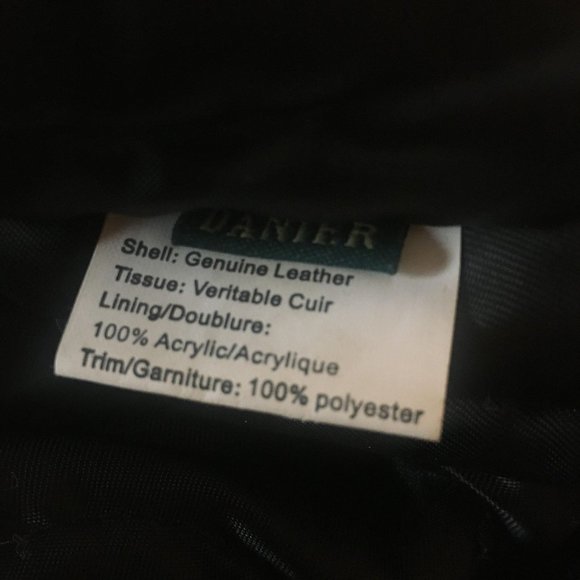 DANIER
Shell: Genuine Leather
Tissue: Veritable Cuir
Lining/Doublure:
100% Acrylic/Acrylique
Trim/Garniture: 100% polyester